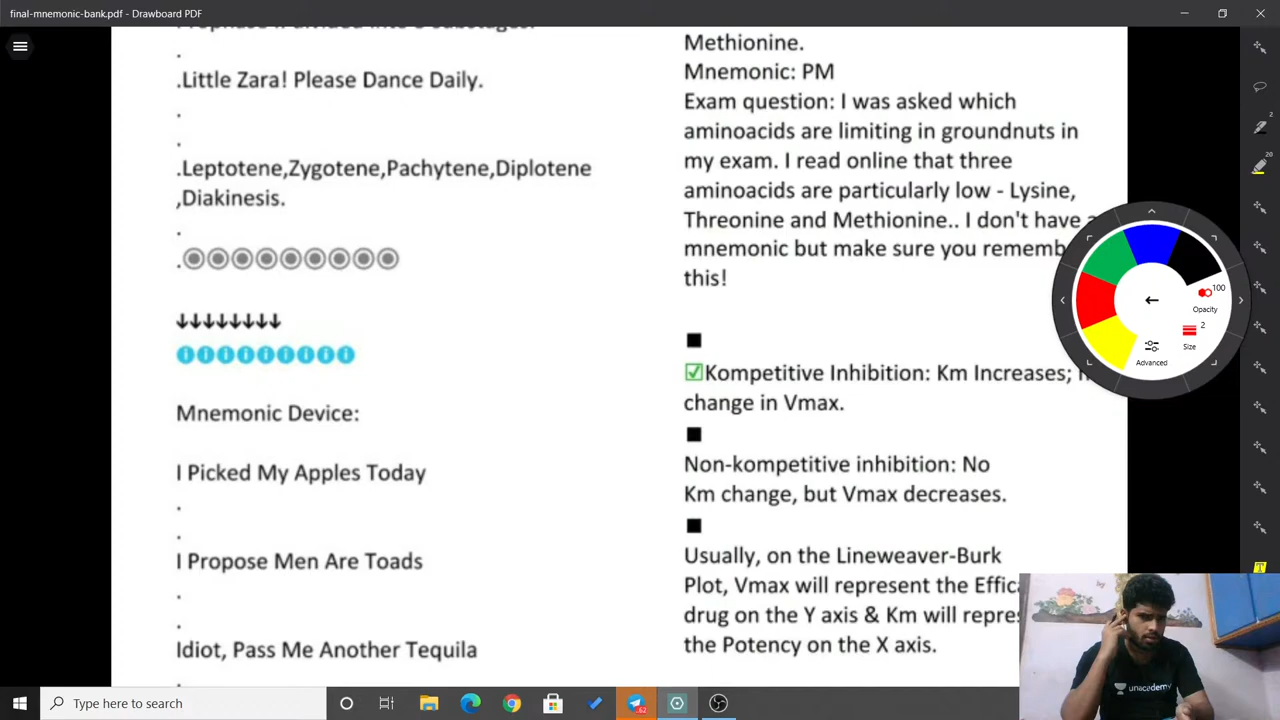 final-mnemonic-bank.pdf - Drawboard PDF
.
.Little Zara! Please Dance Daily.
.
.
.Leptotene,Zygotene,Pachytene,Diplotene
,Diakinesis.
.
.
Mnemonic Device:
I Picked My Apples Today
.
.
I Propose Men Are Toads
.
.
Idiot, Pass Me Another Tequila
.
Methionine.
Mnemonic: PM
Exam question: I was asked which
aminoacids are limiting in groundnuts in
my exam. I read online that three
aminoacids are particularly low - Lysine,
Threonine and Methionine.. I don't have a
mnemonic but make sure you
this!
Kompetitive Inhibition: Km Increases;
change in Vmax.
Non-kompetitive inhibition: No
Km change, but Vmax decreases.
Usually, on the Lineweaver-Burk
Plot, Vmax will represent the
drug on the Y axis & Km will
the Potency on the X axis.
2
20
100
Opacity
2
Size
Advanced
unacademy
Type here to search
62